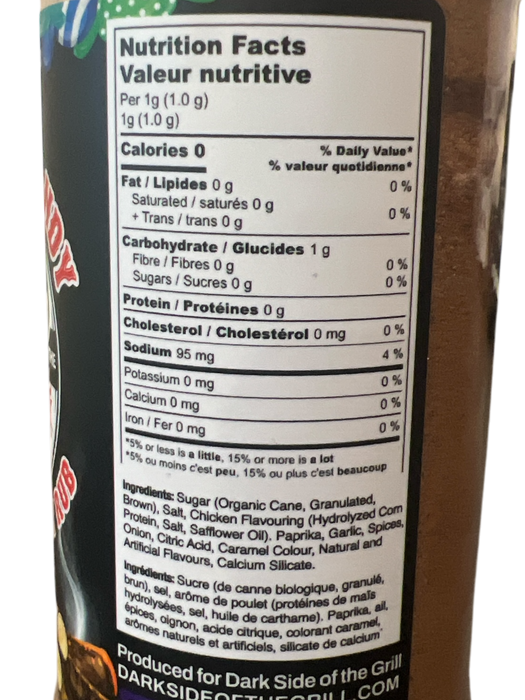 Nutrition Facts
Valeur nutritive
Per 1g (1.0 g)
1g (1.0 g)
Calories 0
% Daily Value*
% valeur quotidienne*
Fat / Lipides 0 g 0 %
Saturated / saturés 0 g
+ Trans / trans 0 g 0 %
Carbohydrate / Glucides 1 g
Fibre / Fibres 0 g 0 %
Sugars / Sucres 0 g 0 %
Protein / Protéines 0 g
Cholesterol / Cholestérol 0 mg 0 %
Sodium 95 mg 4 %
Potassium 0 mg 0 %
Calcium 0 mg 0 %
Iron / Fer 0 mg 0 %
*5% or less is a little, 15% or more is a lot
*5% ou moins c'est peu, 15% ou plus c'est beaucoup
Ingredients: Sugar (Organic Cane, Granulated,
Brown), Salt, Chicken Flavouring (Hydrolyzed Corn
Protein, Salt, Safflower Oil). Paprika, Garlic, Spices,
Onion, Citric Acid, Caramel Colour, Natural and
Artificial Flavours, Calcium Silicate.
Ingrédients: Sucre (de canne biologique, granulé,
brun), sel, arôme de poulet (protéines de maïs
hydrolysées, sel, huile de carthame). Paprika, ail,
épices, oignon, acide citrique, colorant caramel,
arômes naturels et artificiels, silicate de calcium
Produced for Dark Side of the Grill
DARKSIDEOFTHEGRILL.COM
RUB